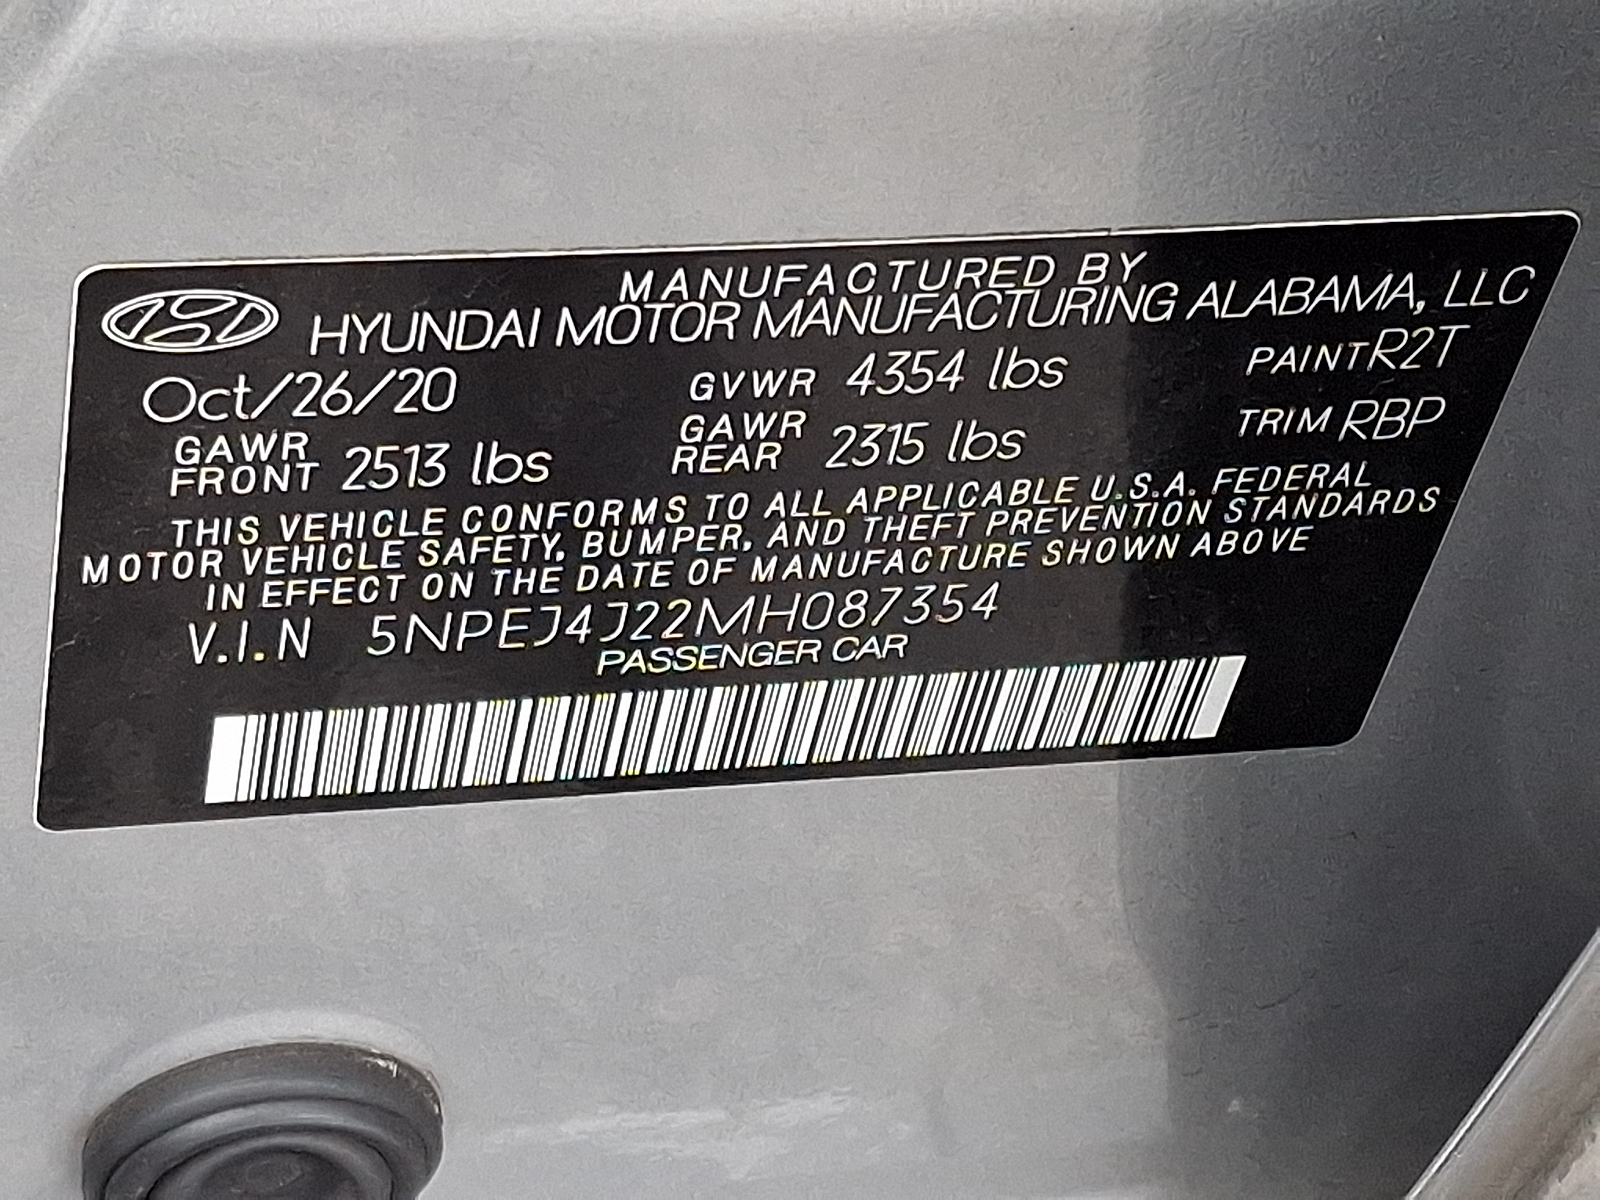 MANUFACTURED BY
HYUNDAI MOTOR MANUFACTURING ALABAMA, LLC
Oct/26/20 GVWR 4354 lbs PAINT R2T
GAWR FRONT 2513 lbs GAWR REAR 2315 lbs TRIM RBP
THIS VEHICLE CONFORMS TO ALL APPLICABLE U.S.A. FEDERAL
MOTOR VEHICLE SAFETY, BUMPER, AND THEFT PREVENTION STANDARDS
IN EFFECT ON THE DATE OF MANUFACTURE SHOWN ABOVE
V.I.N 5NPEJ4J22MH087354
PASSENGER CAR